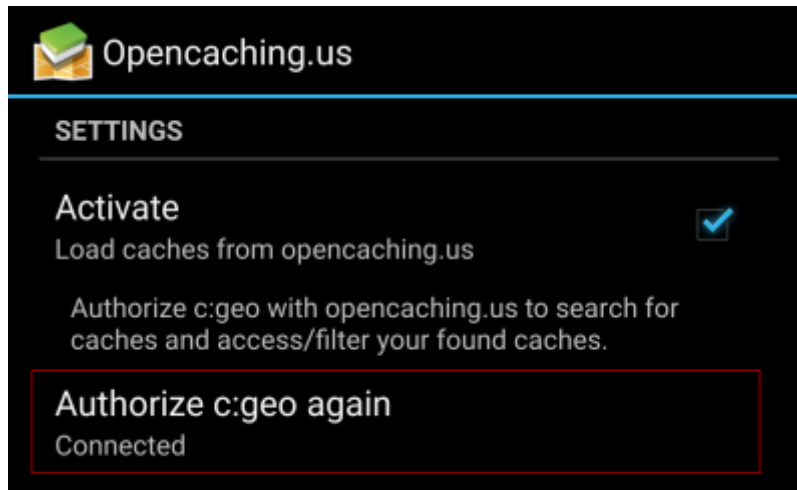 Opencaching.us
SETTINGS
Activate
Load caches from opencaching.us
Authorize c:geo with opencaching.us to search for
caches and access/filter your found caches.
Authorize c:geo again
Connected